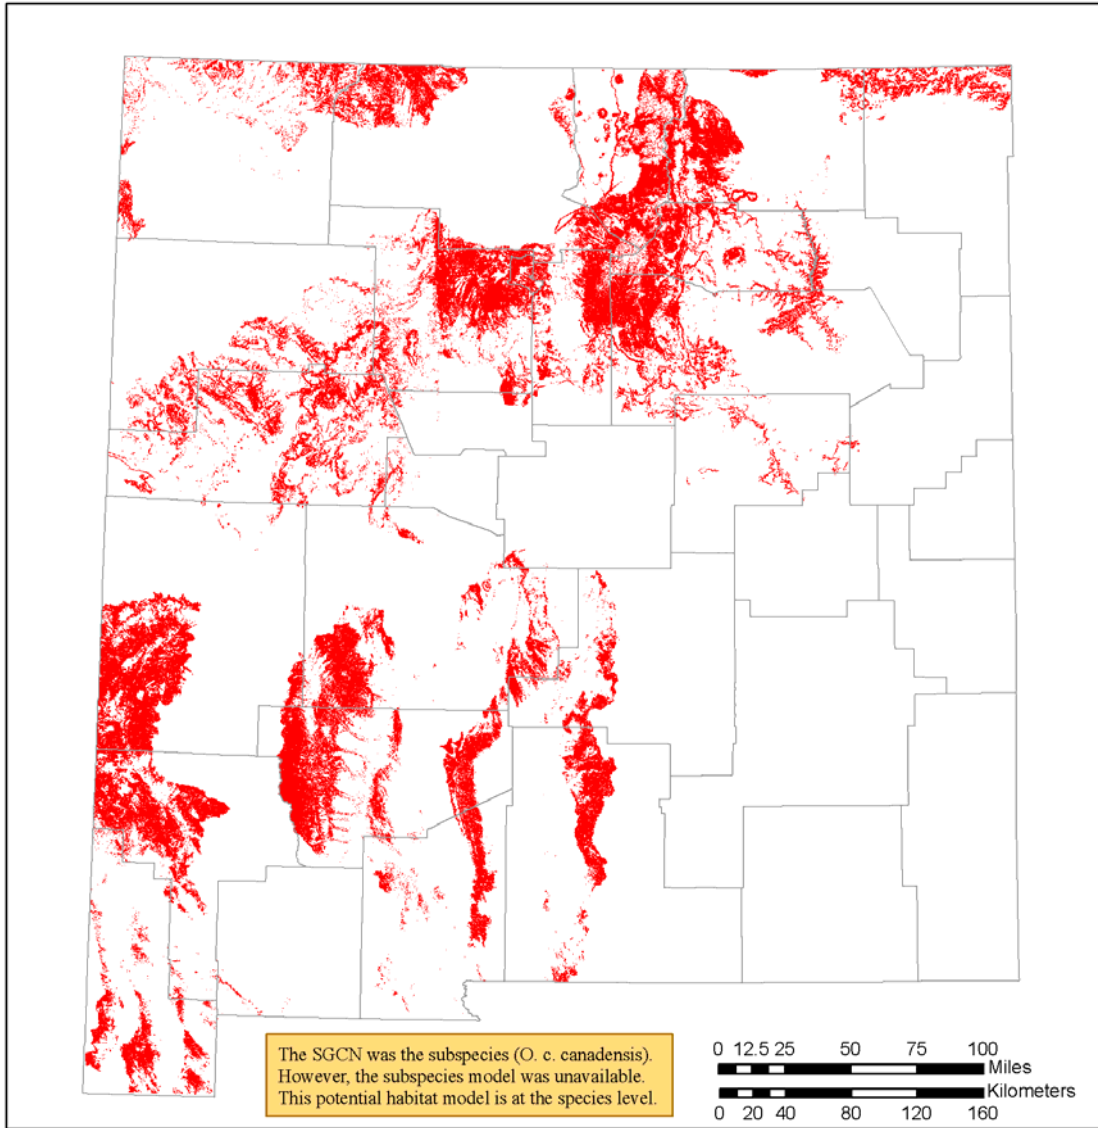 The SGCN was the subspecies (O. c. canadensis).
However, the subspecies model was unavailable.
This potential habitat model is at the species level.
0 12.5 25 50 75 100
Miles
Kilometers
0 20 40 80 120 160